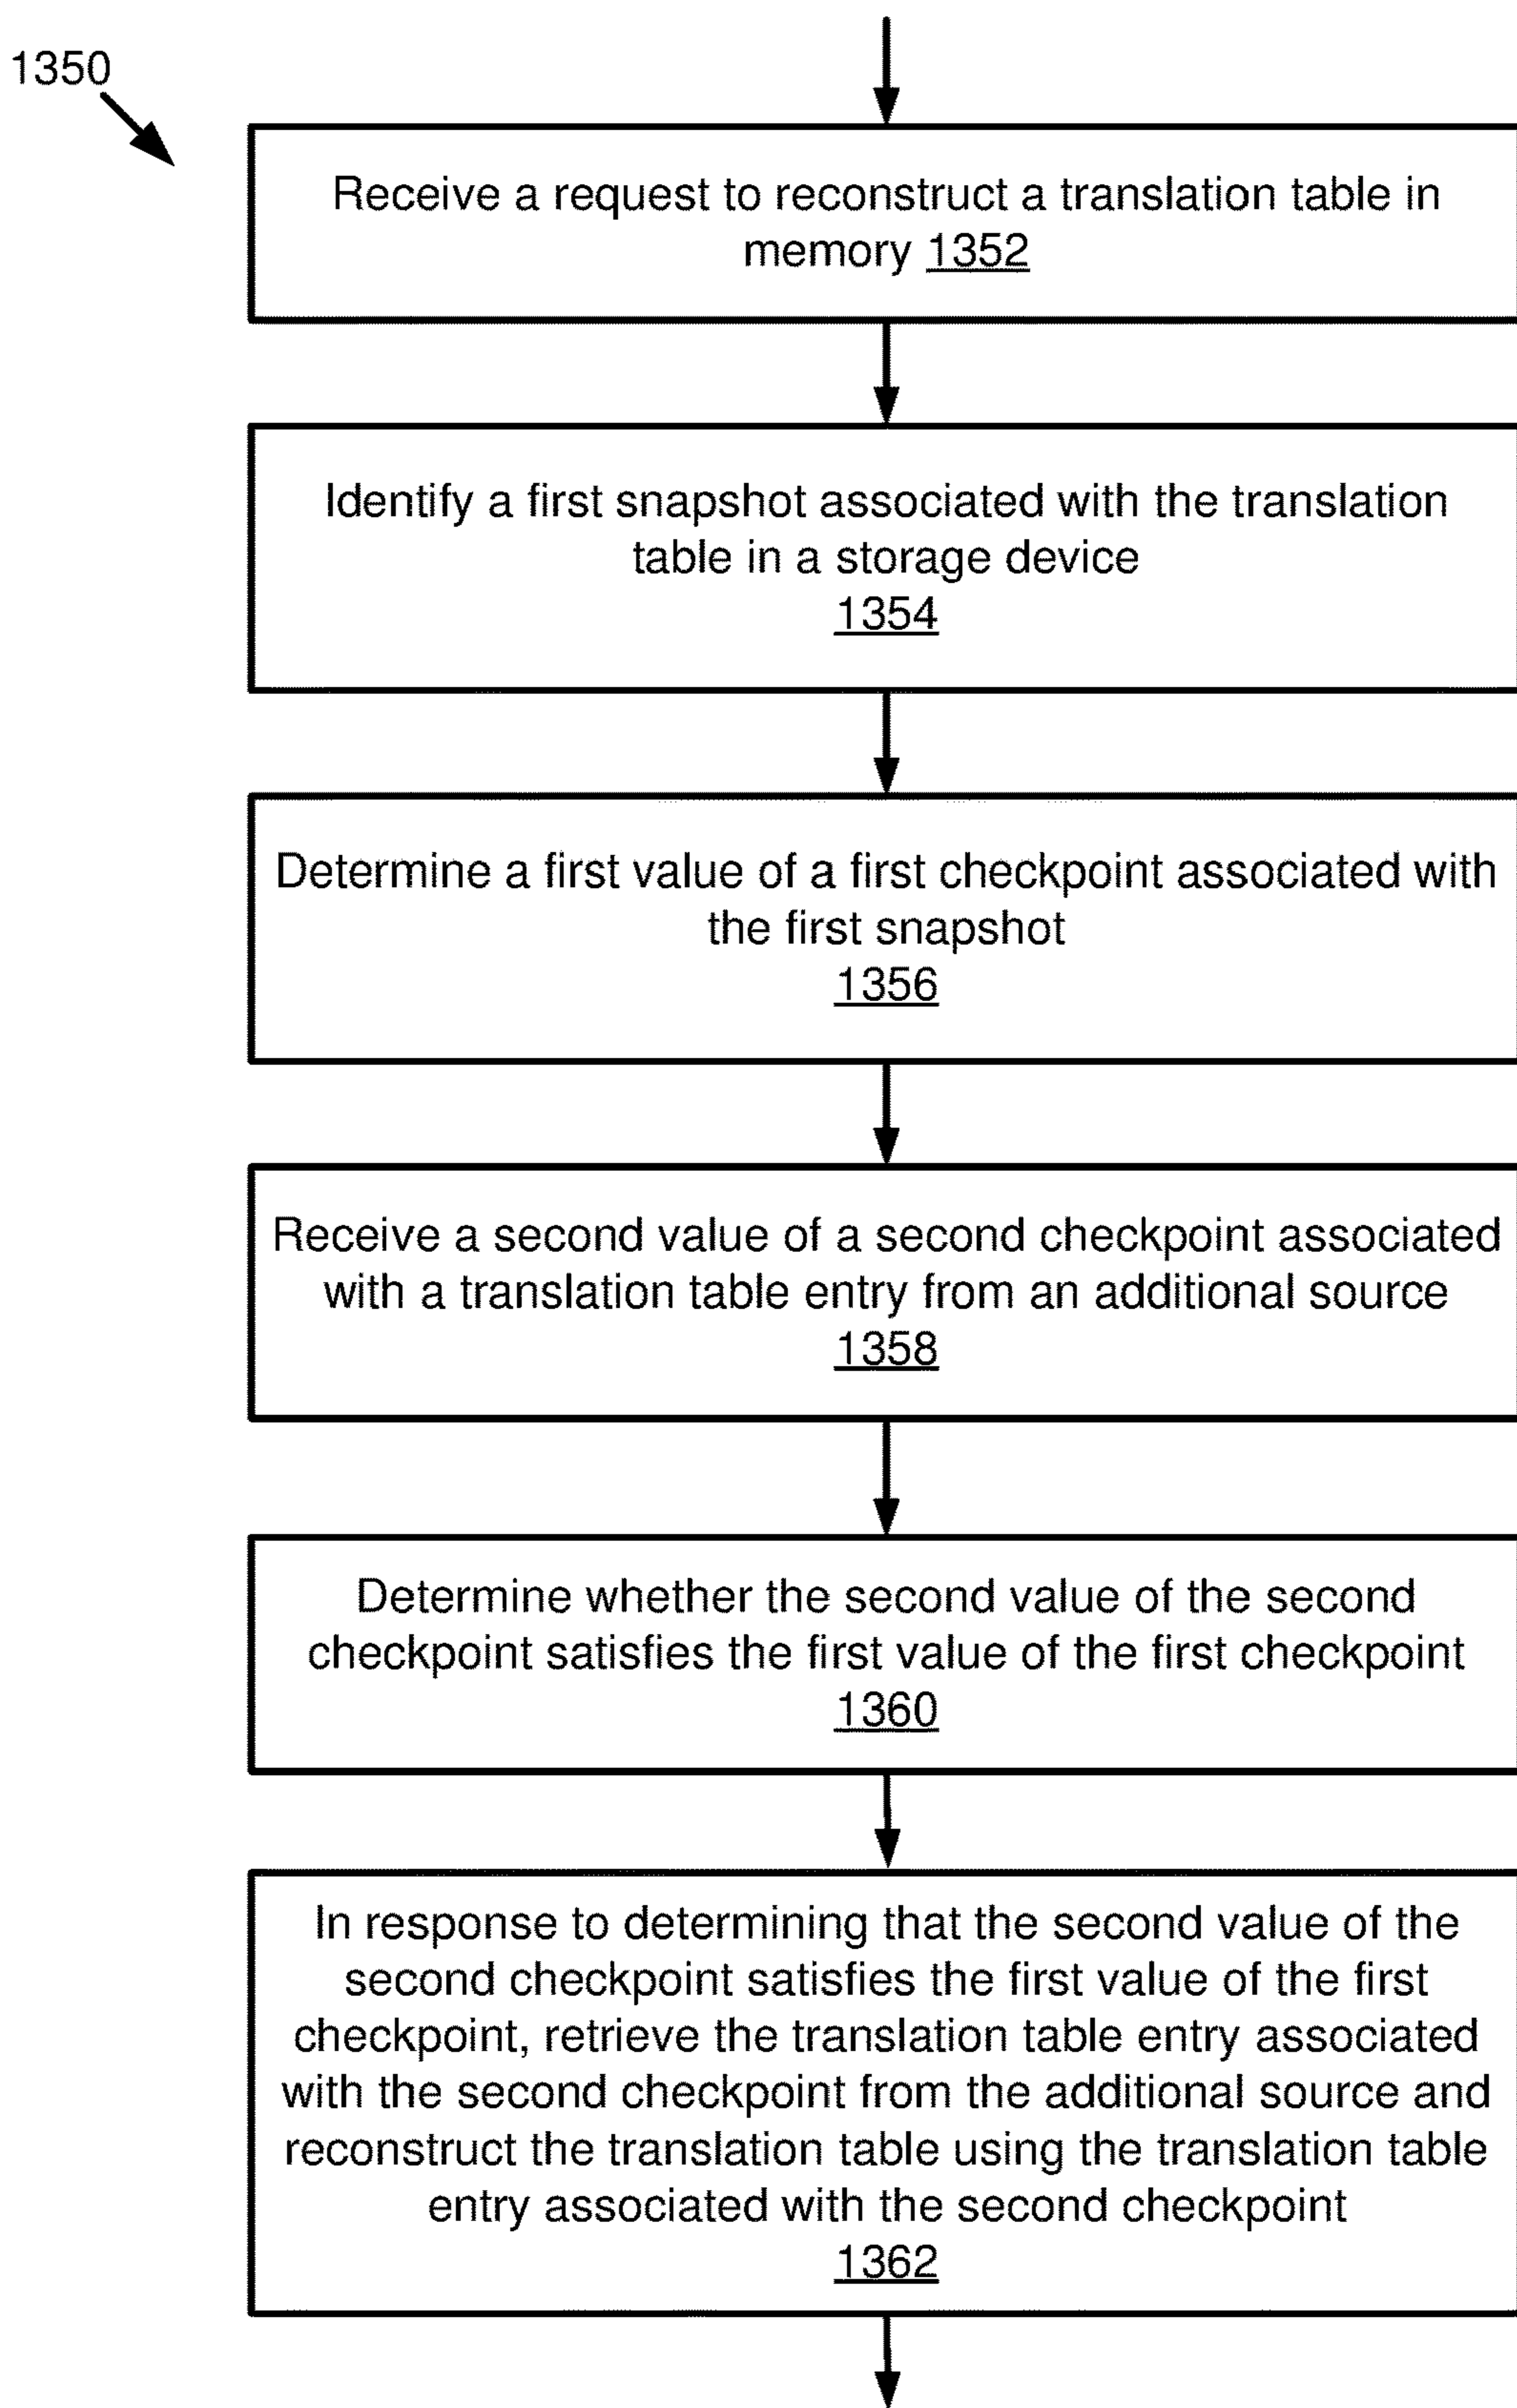 1350
Receive a request to reconstruct a translation table in
memory 1352
Identify a first snapshot associated with the translation
table in a storage device
1354
Determine a first value of a first checkpoint associated with
the first snapshot
1356
Receive a second value of a second checkpoint associated
with a translation table entry from an additional source
1358
Determine whether the second value of the second
checkpoint satisfies the first value of the first checkpoint
1360
In response to determining that the second value of the
second checkpoint satisfies the first value of the first
checkpoint, retrieve the translation table entry associated
with the second checkpoint from the additional source and
reconstruct the translation table using the translation table
entry associated with the second checkpoint
1362